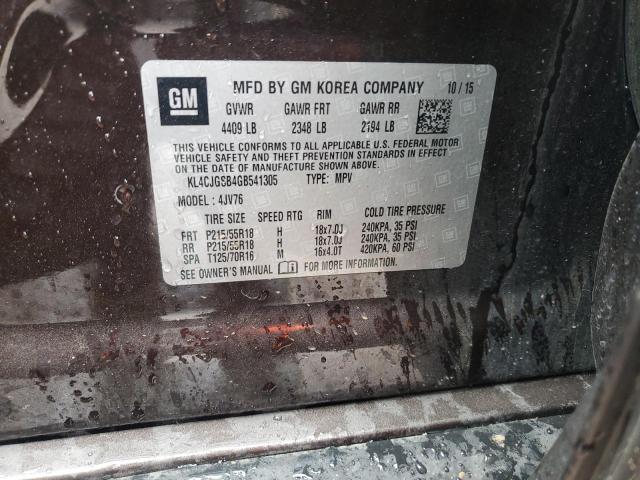 GM MFD BY GM KOREA COMPANY 10/15
GVWR GAWR FRT GAWR RR
4409 LB 2348 LB 2194 LB
THIS VEHICLE CONFORMS TO ALL APPLICABLE U.S. FEDERAL MOTOR
VEHICLE SAFETY AND THEFT PREVENTION STANDARDS IN EFFECT
ON THE DATE OF MANUFACTURE SHOWN ABOVE.
KL4CJGSB4GB541305 TYPE: MPV
MODEL: 4JV76
TIRE SIZE SPEED RTG RIM COLD TIRE PRESSURE
FRT P215/55R18 H 18x7.0J 240KPA, 35 PSI
RR P215/55R18 H 18x7.0J 240KPA, 35 PSI
SPA T125/70R16 M 16x4.0T 420KPA, 60 PSI
SEE OWNER'S MANUAL FOR MORE INFORMATION.